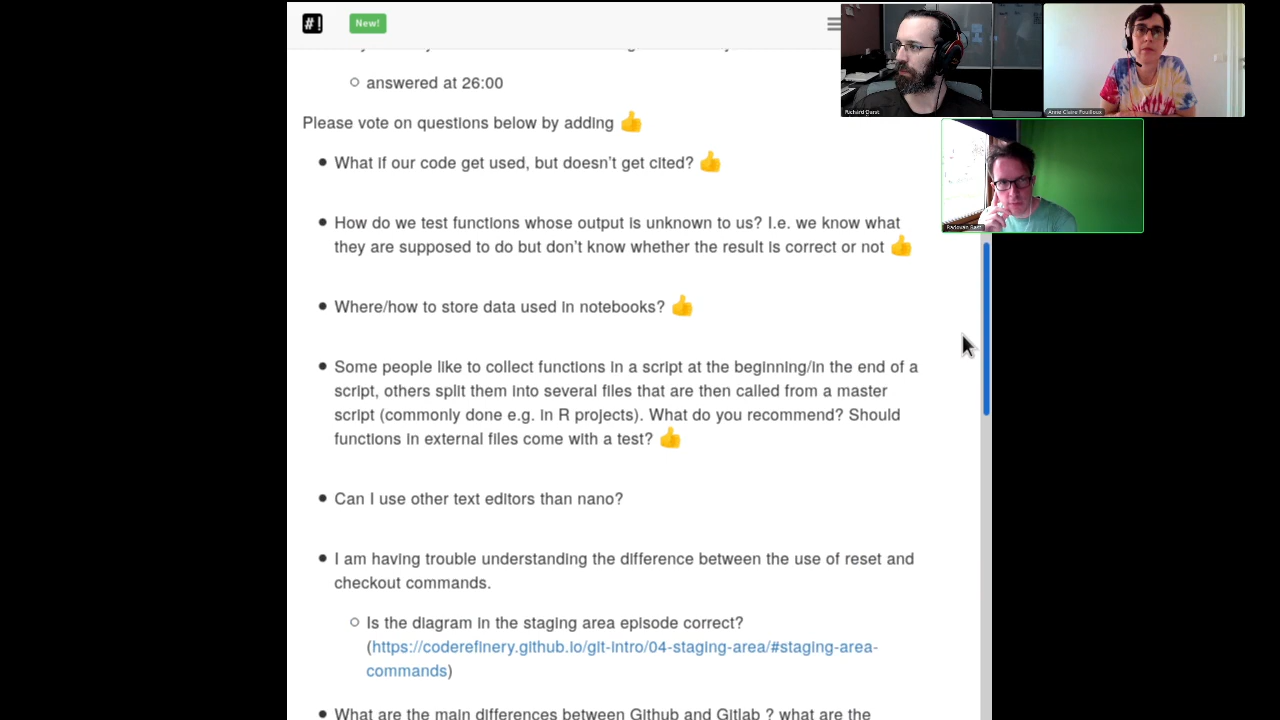 #!
New!
answered at 26:00
Please vote on questions below by adding 👍
What if our code get used, but doesn't get cited? 👍
How do we test functions whose output is unknown to us? I.e. we know what
they are supposed to do but don't know whether the result is correct or not 👍
Where/how to store data used in notebooks? 👍
Some people like to collect functions in a script at the beginning/in the end of a
script, others split them into several files that are then called from a master
script (commonly done e.g. in R projects). What do you recommend? Should
functions in external files come with a test? 👍
Can I use other text editors than nano?
I am having trouble understanding the difference between the use of reset and
checkout commands.
Is the diagram in the staging area episode correct?
(https://coderefinery.github.io/git-intro/04-staging-area/#staging-area-
commands)
What are the main differences between Github and Gitlab ? what are the
Richard Darst
Anne Claire Fouilloux
Radovan Bast